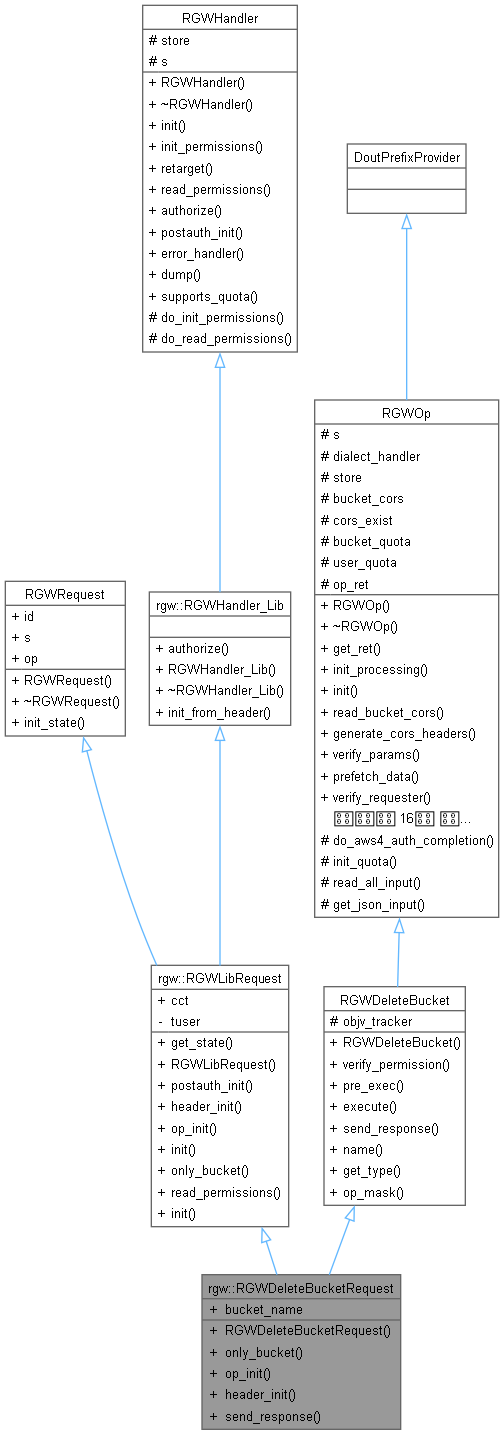 RGWHandler
# store
# s
+ RGWHandler()
+ ~RGWHandler()
+ init()
+ init_permissions()
+ retarget()
+ read_permissions()
+ authorize()
+ postauth_init()
+ error_handler()
+ dump()
+ supports_quota()
# do_init_permissions()
# do_read_permissions()
DoutPrefixProvider
RGWOp
# s
# dialect_handler
# store
# bucket_cors
# cors_exist
# bucket_quota
# user_quota
# op_ret
+ RGWOp()
+ ~RGWOp()
+ get_ret()
+ init_processing()
+ init()
+ read_bucket_cors()
+ generate_cors_headers()
+ verify_params()
+ prefetch_data()
+ verify_requester()
16 ...
# do_aws4_auth_completion()
# init_quota()
# read_all_input()
# get_json_input()
RGWRequest
+ id
+ s
+ op
+ RGWRequest()
+ ~RGWRequest()
+ init_state()
rgw::RGWHandler_Lib
+ authorize()
+ RGWHandler_Lib()
+ ~RGWHandler_Lib()
+ init_from_header()
rgw::RGWLibRequest
+ cct
- tuser
+ get_state()
+ RGWLibRequest()
+ postauth_init()
+ header_init()
+ op_init()
+ init()
+ only_bucket()
+ read_permissions()
+ init()
RGWDeleteBucket
# objv_tracker
+ RGWDeleteBucket()
+ verify_permission()
+ pre_exec()
+ execute()
+ send_response()
+ name()
+ get_type()
+ op_mask()
rgw::RGWDeleteBucketRequest
+ bucket_name
+ RGWDeleteBucketRequest()
+ only_bucket()
+ op_init()
+ header_init()
+ send_response()